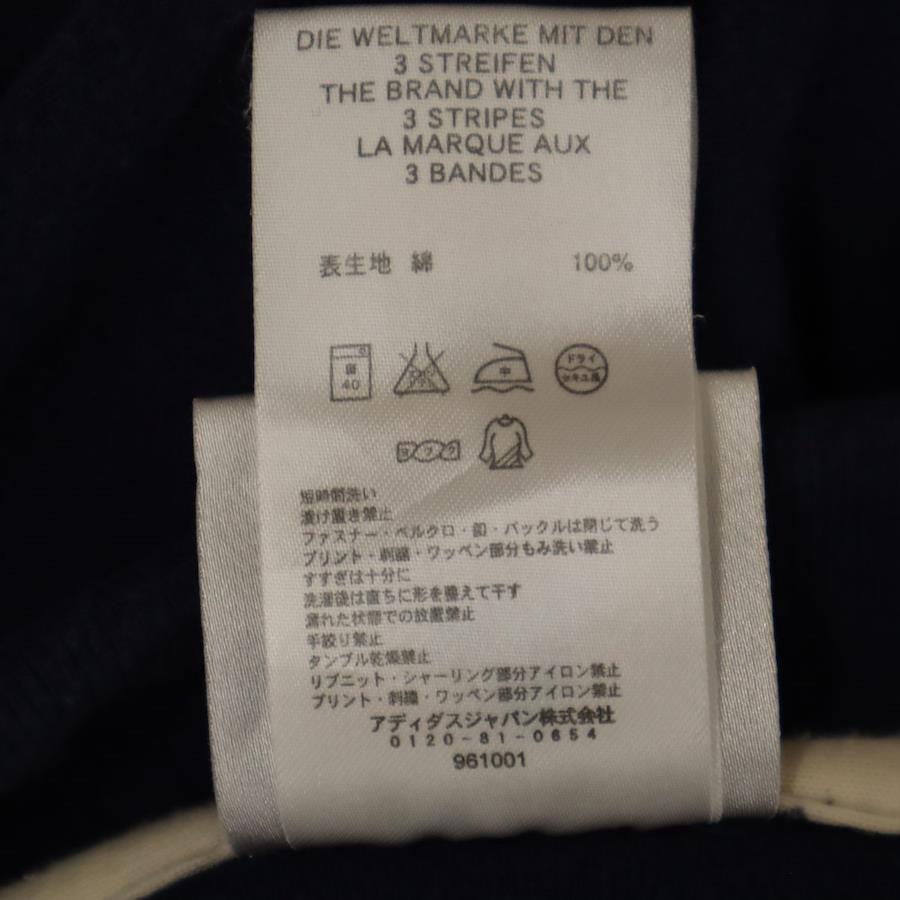 DIE WELTMARKE MIT DEN
3 STREIFEN
THE BRAND WITH THE
3 STRIPES
LA MARQUE AUX
3 BANDES
表生地 綿 100%
40 中 ドライ
セキユ系
ヨワク
短時間洗い
漬け置き禁止
ファスナー・ベルクロ・釦・バックルは閉じて洗う
プリント・刺繍・ワッペン部分もみ洗い禁止
すすぎは十分に
洗濯後は直ちに形を整えて干す
濡れた状態での放置禁止
手絞り禁止
タンブル乾燥禁止
リブニット・シャーリング部分アイロン禁止
プリント・刺繍・ワッペン部分アイロン禁止
アディダスジャパン株式会社
0120-81-0654
961001